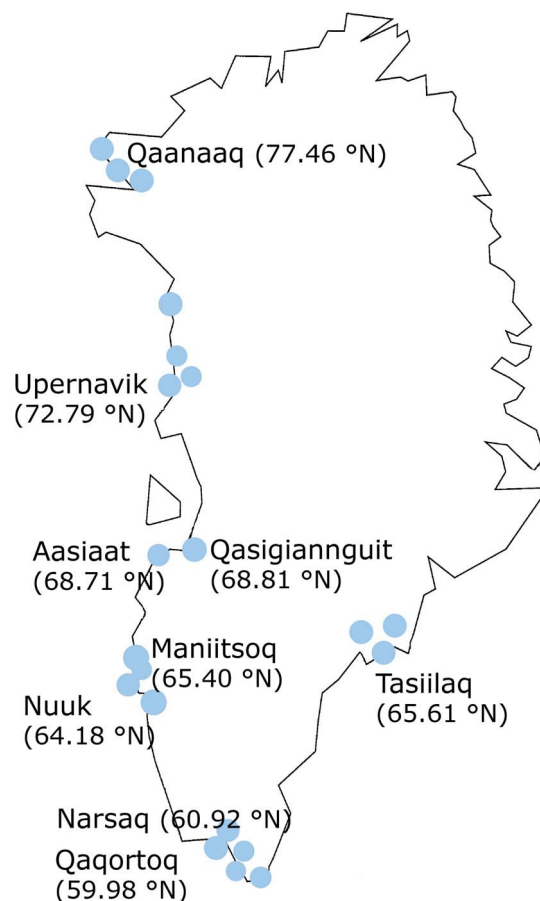 Qaanaaq (77.46 °N)
Upernavik
(72.79 °N)
Aasiaat
(68.71 °N)
Qasigiannguit
(68.81 °N)
Maniitsoq
(65.40 °N)
Nuuk
(64.18 °N)
Tasiilaq
(65.61 °N)
Narsaq (60.92 °N)
Qaqortoq
(59.98 °N)